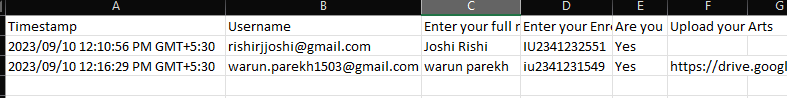 A B C D E F G
Timestamp Username Enter your full r Enter your Enr Are you Upload your Arts
2023/09/10 12:10:56 PM GMT+5:30 rishirjjoshi@gmail.com Joshi Rishi IU2341232551 Yes
2023/09/10 12:16:29 PM GMT+5:30 warun.parekh1503@gmail.com warun parekh iu2341231549 Yes https://drive.googl